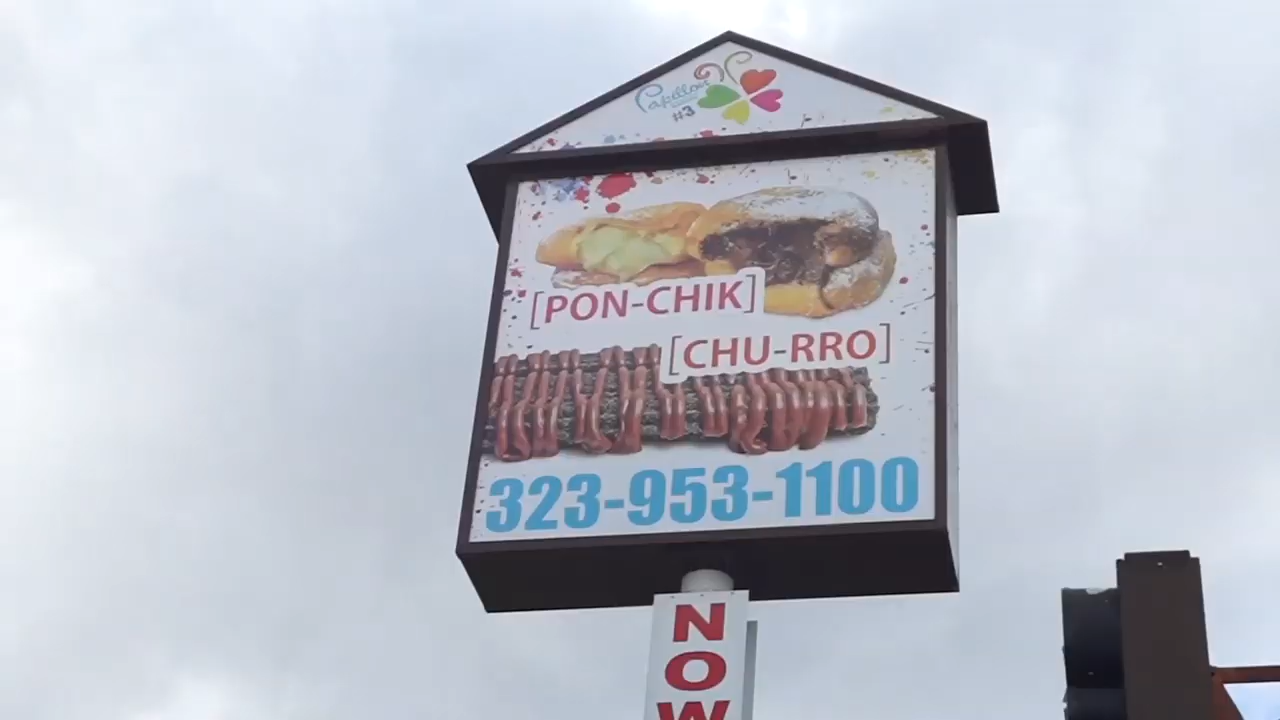 Papillon
#3
[PON-CHIK]
[CHU-RRO]
323-953-1100
NOW